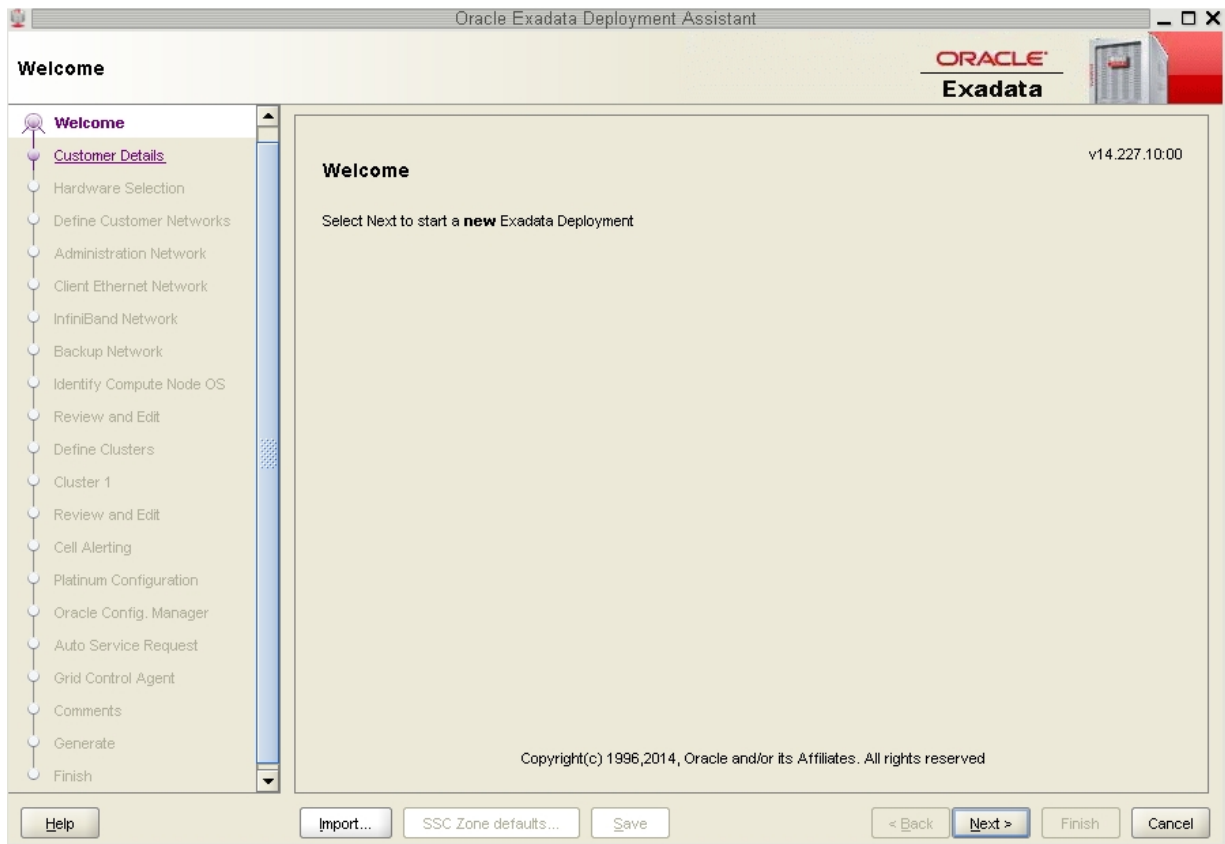 Oracle Exadata Deployment Assistant
Welcome
ORACLE
Exadata
Welcome
Customer Details
Hardware Selection
Define Customer Networks
Administration Network
Client Ethernet Network
InfiniBand Network
Backup Network
Identify Compute Node OS
Review and Edit
Define Clusters
Cluster 1
Review and Edit
Cell Alerting
Platinum Configuration
Oracle Config. Manager
Auto Service Request
Grid Control Agent
Comments
Generate
Finish
v14.227.10:00
Welcome
Select Next to start a new Exadata Deployment
Copyright(c) 1996,2014, Oracle and/or its Affiliates. All rights reserved
Help
Import...
SSC Zone defaults...
Save
< Back
Next >
Finish
Cancel